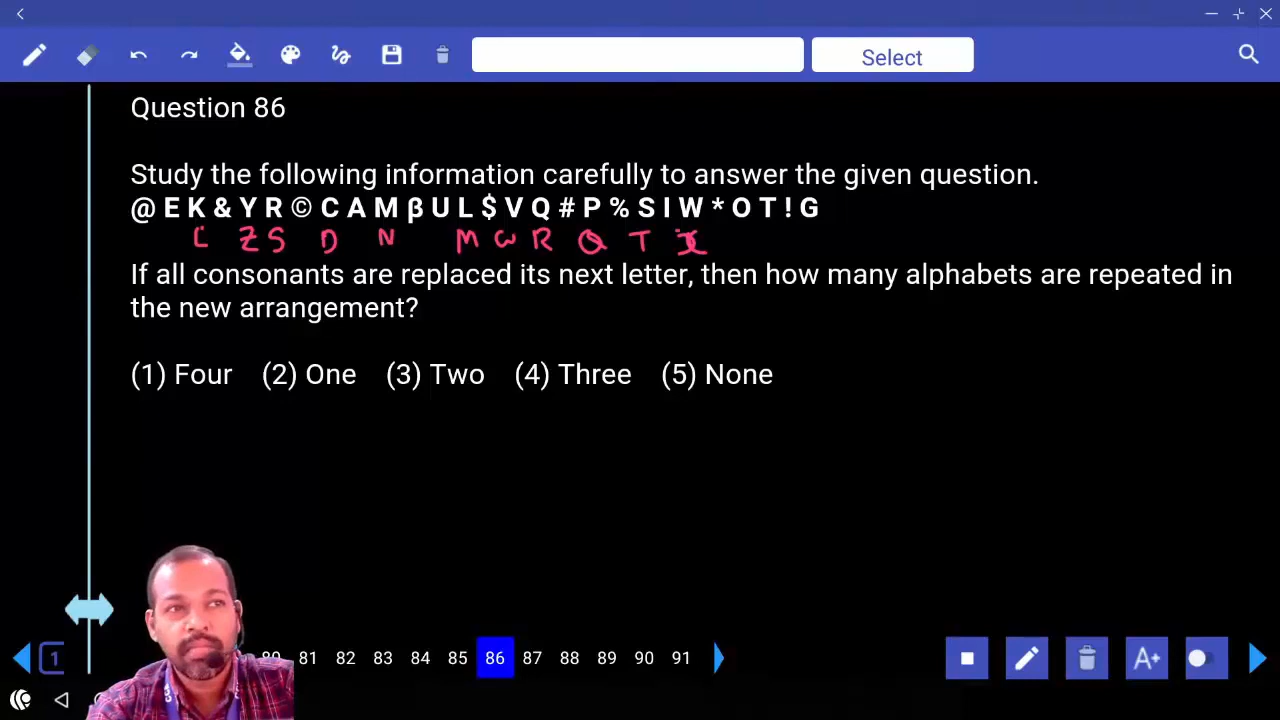 Select
Question 86
Study the following information carefully to answer the given question.
@ E K & Y R © C A M β U L $ V Q # P % S I W * O T ! G
L Z S D N M W R Q T X
If all consonants are replaced its next letter, then how many alphabets are repeated in
the new arrangement?
(1) Four (2) One (3) Two (4) Three (5) None
1 80 81 82 83 84 85 86 87 88 89 90 91 A+